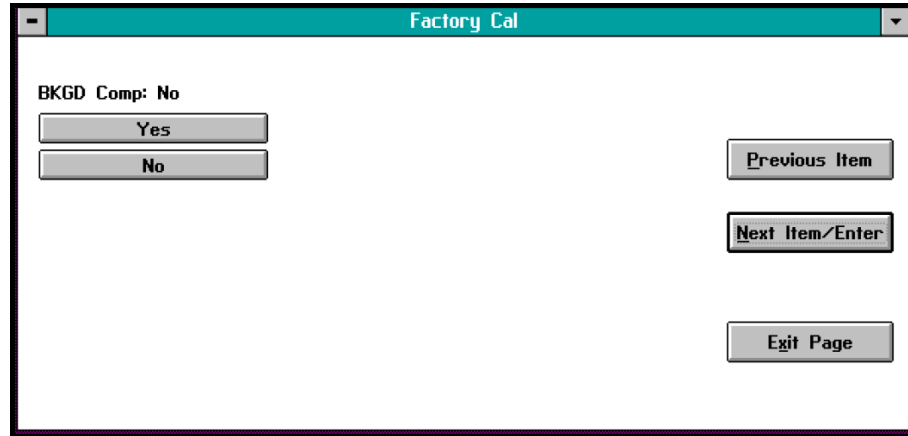 Factory Cal
BKGD Comp: No
Yes
No
Previous Item
Next Item/Enter
Exit Page